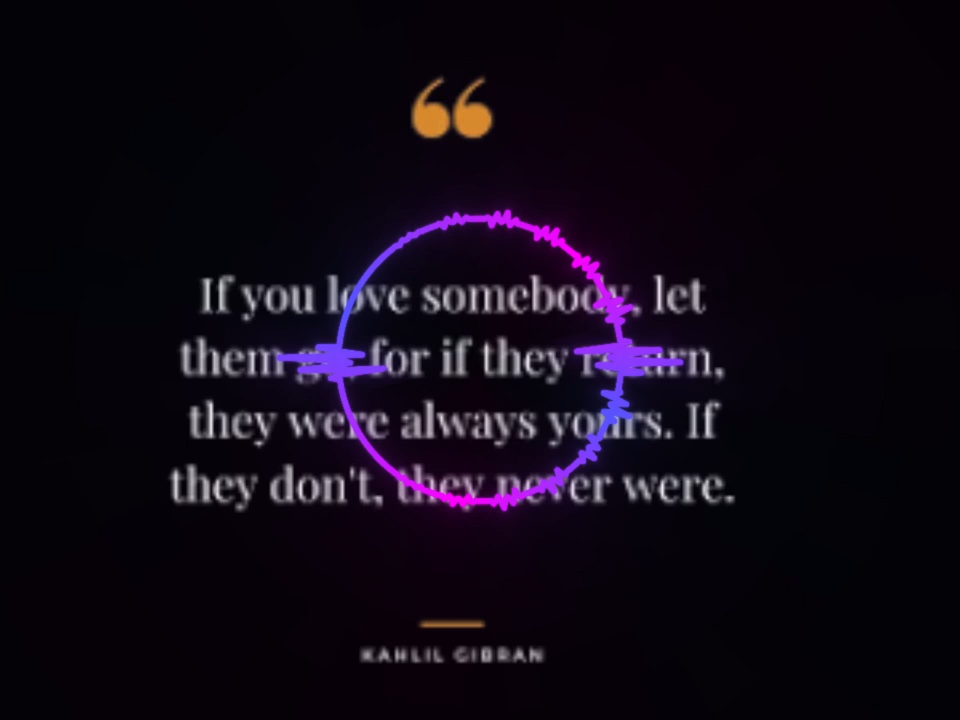 “
If you love somebody, let
them go, for if they return,
they were always yours. If
they don't, they never were.
KAHLIL GIBRAN